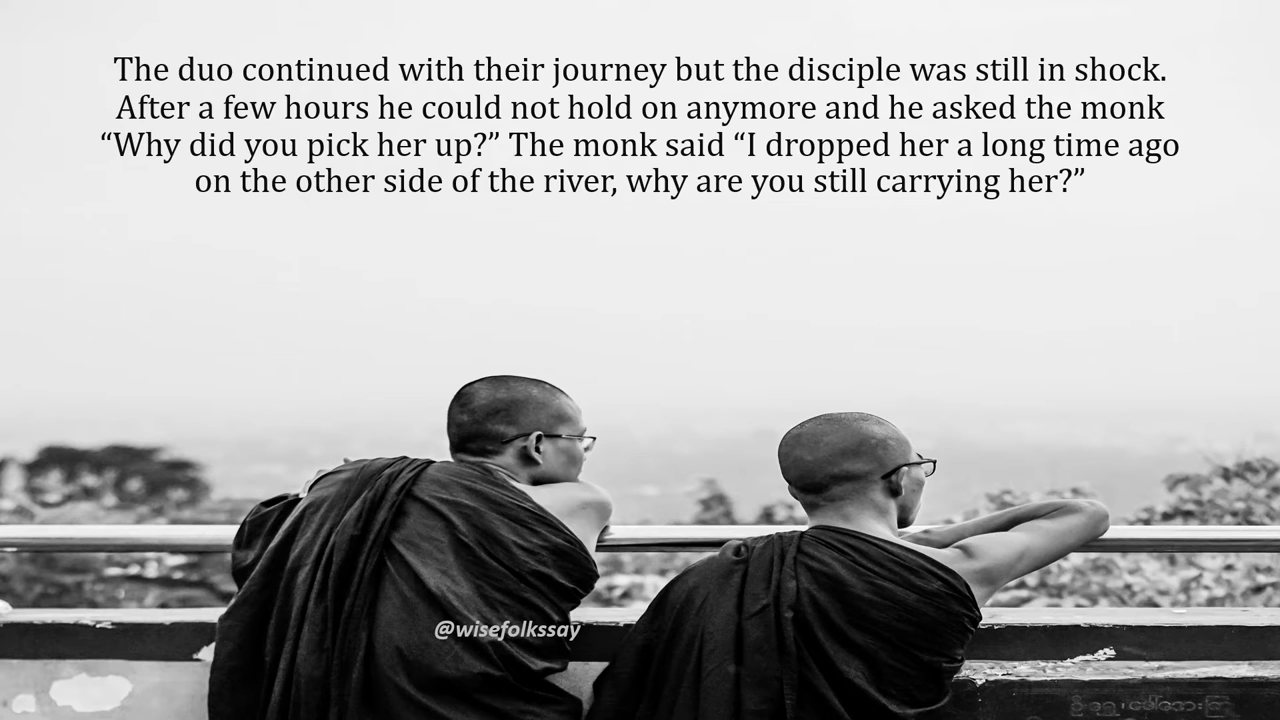 The duo continued with their journey but the disciple was still in shock.
After a few hours he could not hold on anymore and he asked the monk
“Why did you pick her up?” The monk said “I dropped her a long time ago
on the other side of the river, why are you still carrying her?”
@wisefolkssay